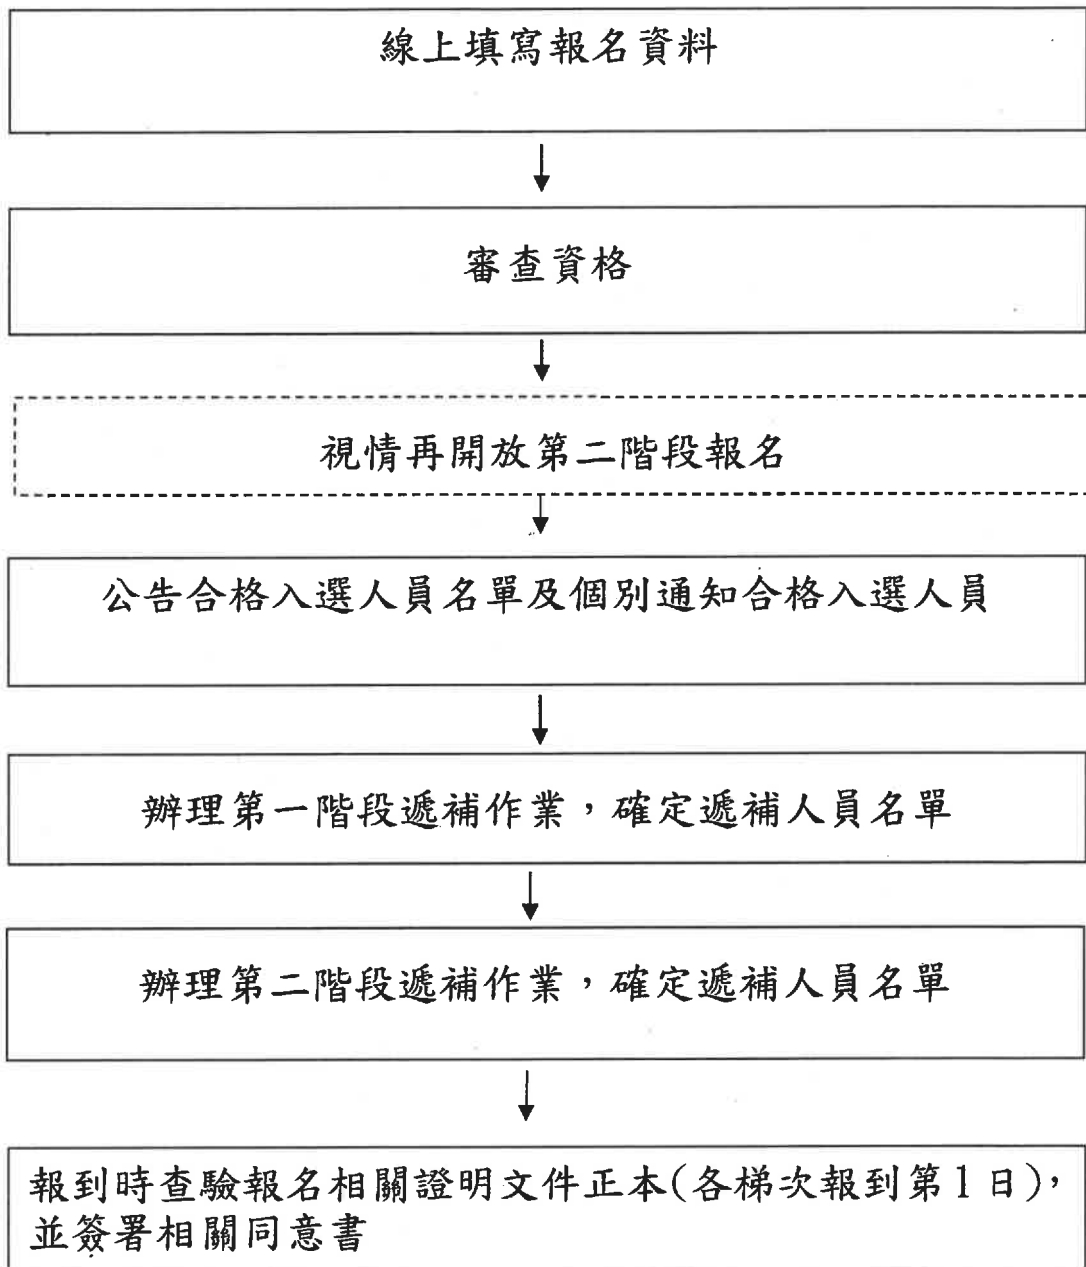 線上填寫報名資料
審查資格
視情再開放第二階段報名
公告合格入選人員名單及個別通知合格入選人員
辦理第一階段遞補作業，確定遞補人員名單
辦理第二階段遞補作業，確定遞補人員名單
報到時查驗報名相關證明文件正本(各梯次報到第1日)，
並簽署相關同意書